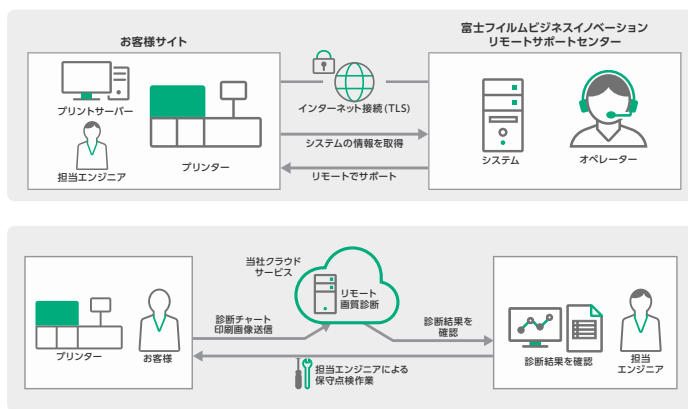 お客様サイト
富士フイルムビジネスイノベーション
リモートサポートセンター
プリントサーバー
担当エンジニア
プリンター
インターネット接続(TLS)
システムの情報を取得
リモートでサポート
システム
オペレーター
当社クラウド
サービス
リモート
画質診断
診断チャート
印刷画像送信
診断結果を
確認
プリンター
お客様
担当エンジニアによる
保守点検作業
診断結果を確認
担当
エンジニア